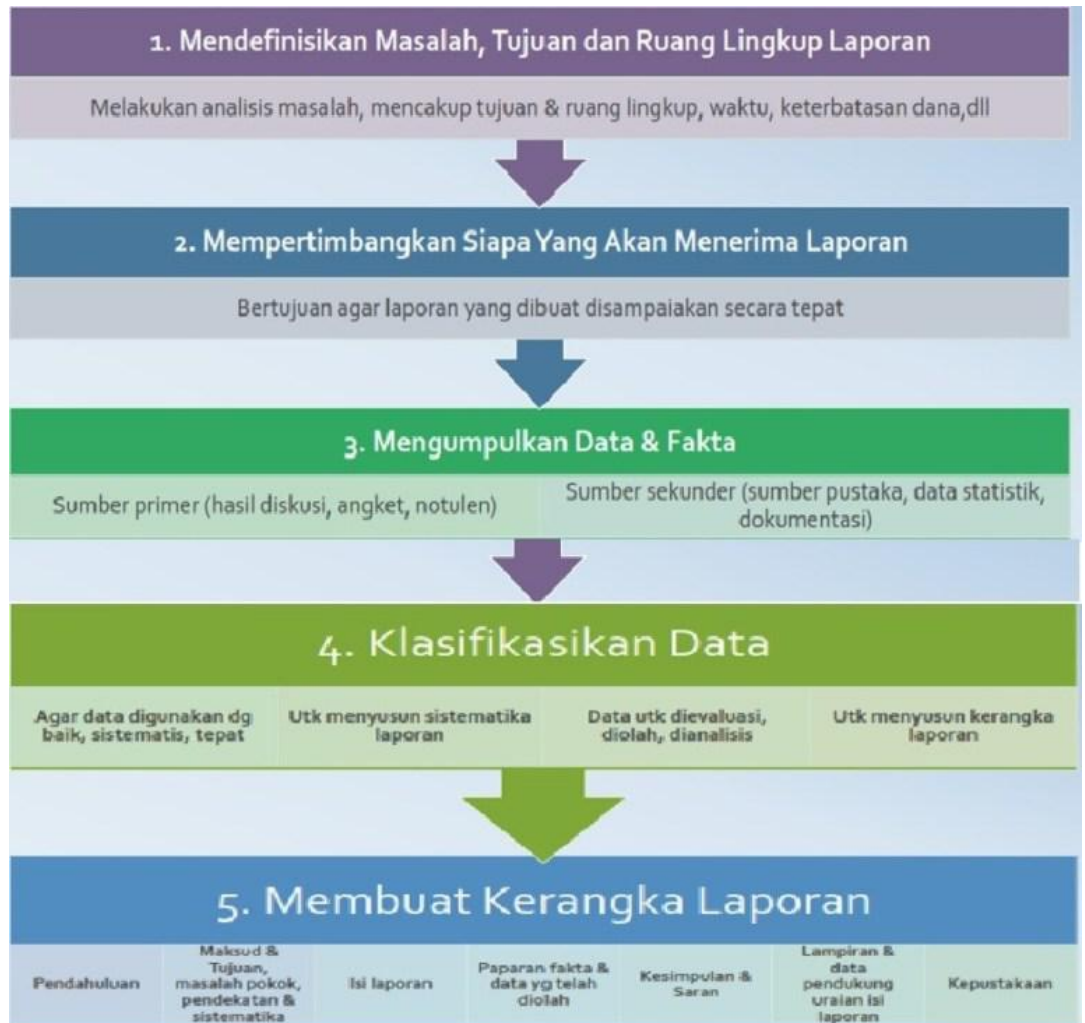 1. Mendefinisikan Masalah, Tujuan dan Ruang Lingkup Laporan
Melakukan analisis masalah, mencakup tujuan & ruang lingkup, waktu, keterbatasan dana,dll
2. Mempertimbangkan Siapa Yang Akan Menerima Laporan
Bertujuan agar laporan yang dibuat disampaiakan secara tepat
3. Mengumpulkan Data & Fakta
Sumber primer (hasil diskusi, angket, notulen)
Sumber sekunder (sumber pustaka, data statistik,
dokumentasi)
4. Klasifikasikan Data
Agar data digunakan dg
baik, sistematis, tepat
Utk menyusun sistematika
laporan
Data utk dievaluasi,
diolah, dianalisis
Utk menyusun kerangka
laporan
5. Membuat Kerangka Laporan
Pendahuluan
Maksud &
Tujuan,
masalah pokok,
pendekatan &
sistematika
Isi laporan
Paparan fakta &
data yg telah
diolah
Kesimpulan &
Saran
Lampiran &
data
pendukung
uraian isi
laporan
Kepustakaan